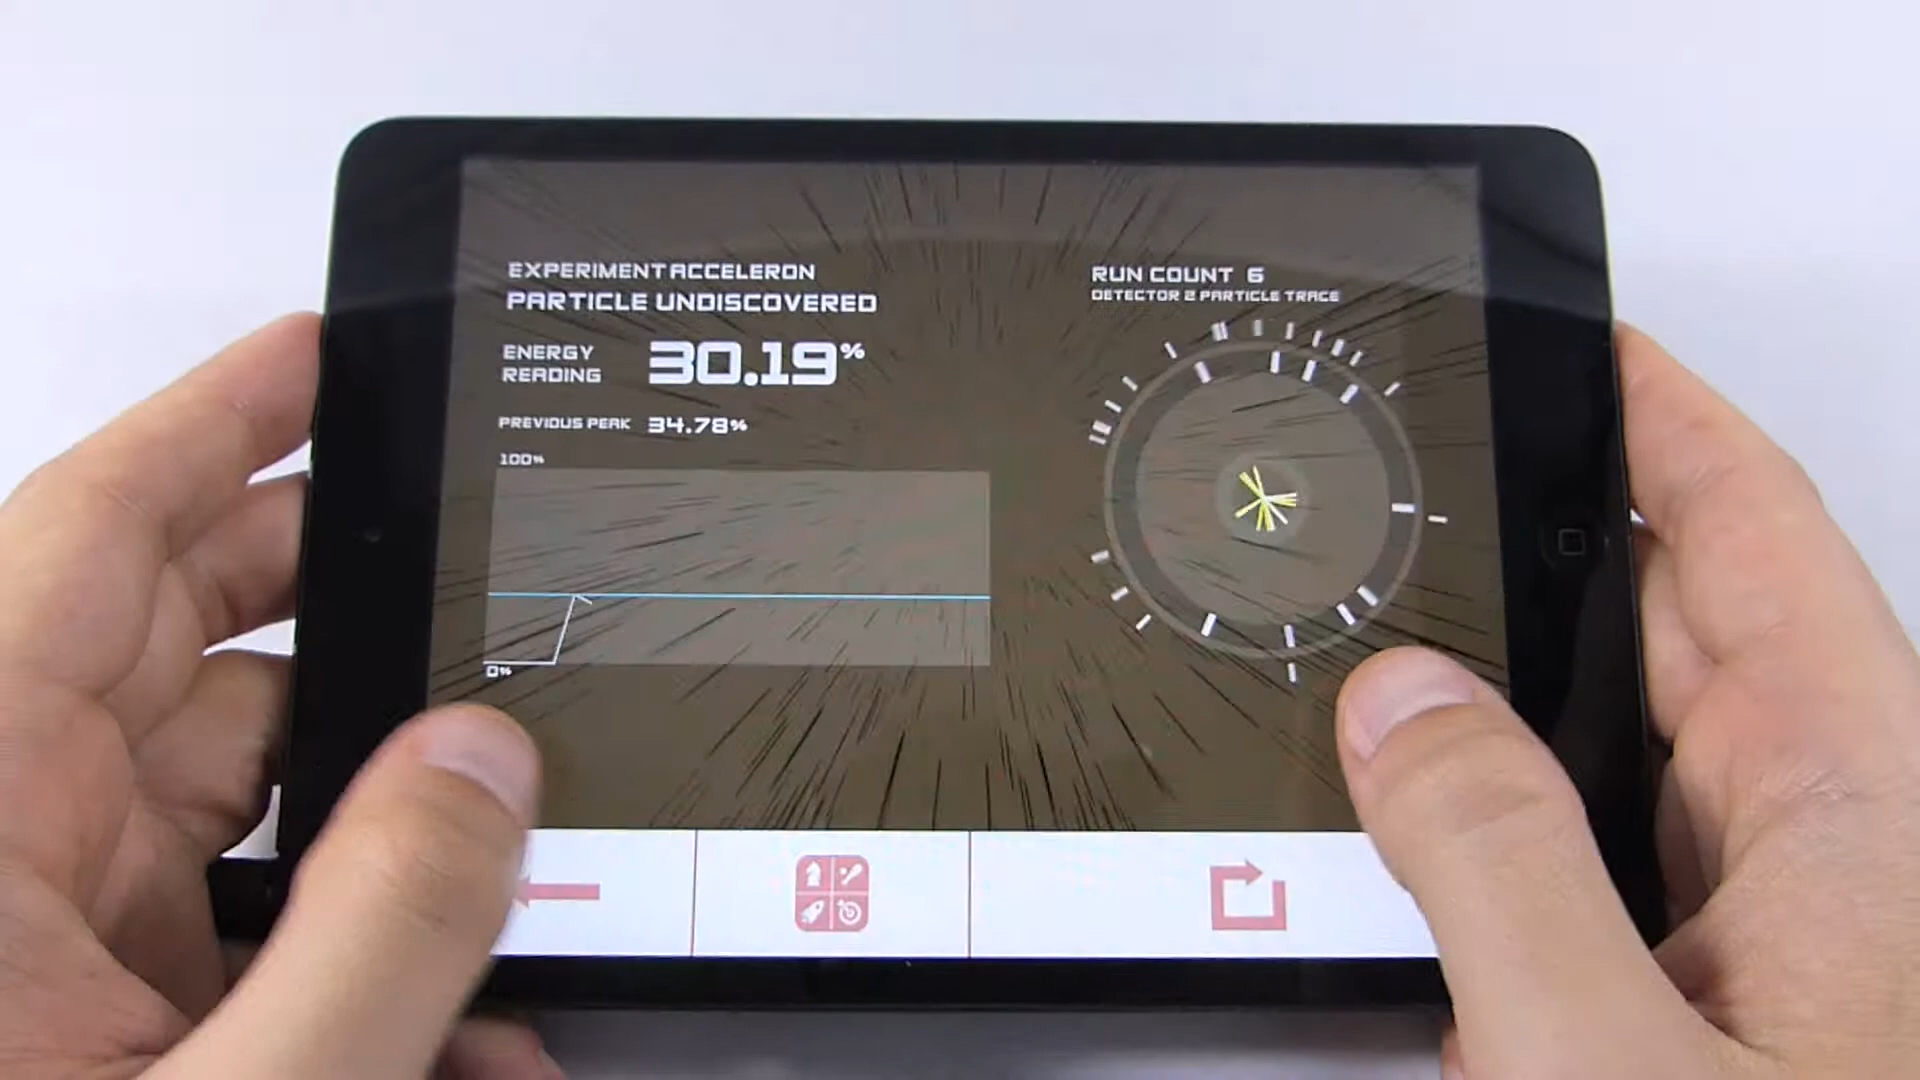 EXPERIMENT ACCELERON
PARTICLE UNDISCOVERED
ENERGY READING 30.19%
PREVIOUS PEAK 34.78%
100%
0%
RUN COUNT 6
DETECTOR 2 PARTICLE TRACE